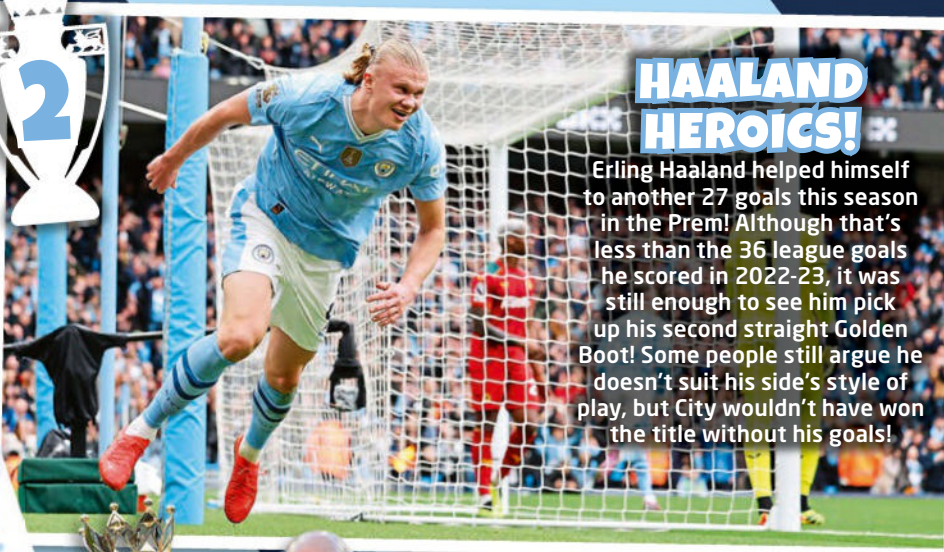 2
HAALAND
HEROICS!
Erling Haaland helped himself
to another 27 goals this season
in the Prem! Although that's
less than the 36 league goals
he scored in 2022-23, it was
still enough to see him pick
up his second straight Golden
Boot! Some people still argue he
doesn't suit his side's style of
play, but City wouldn't have won
the title without his goals!